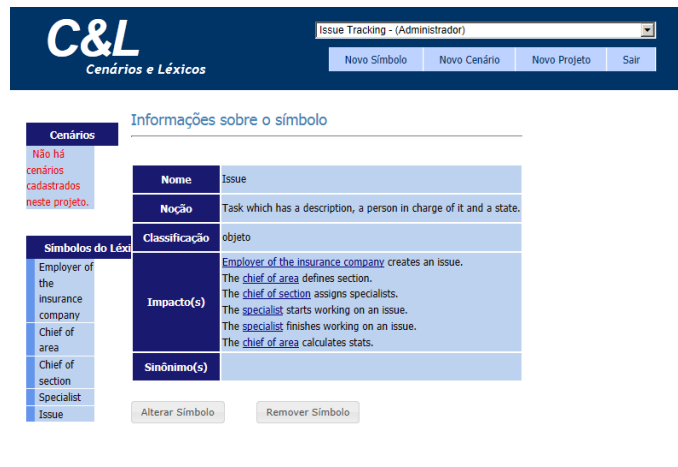 C&L
Cenários e Léxicos
Issue Tracking - (Administrador)
Novo Símbolo Novo Cenário Novo Projeto Sair
Informações sobre o símbolo
Cenários
Não há
cenários
cadastrados
neste projeto.
Símbolos do Léxi
Employer of
the
insurance
company
Chief of
area
Chief of
section
Specialist
Issue
Nome Issue
Noção Task which has a description, a person in charge of it and a state.
Classificação objeto
Impacto(s)
Employer of the insurance company creates an issue.
The chief of area defines section.
The chief of section assigns specialists.
The specialist starts working on an issue.
The specialist finishes working on an issue.
The chief of area calculates stats.
Sinônimo(s)
Alterar Símbolo Remover Símbolo